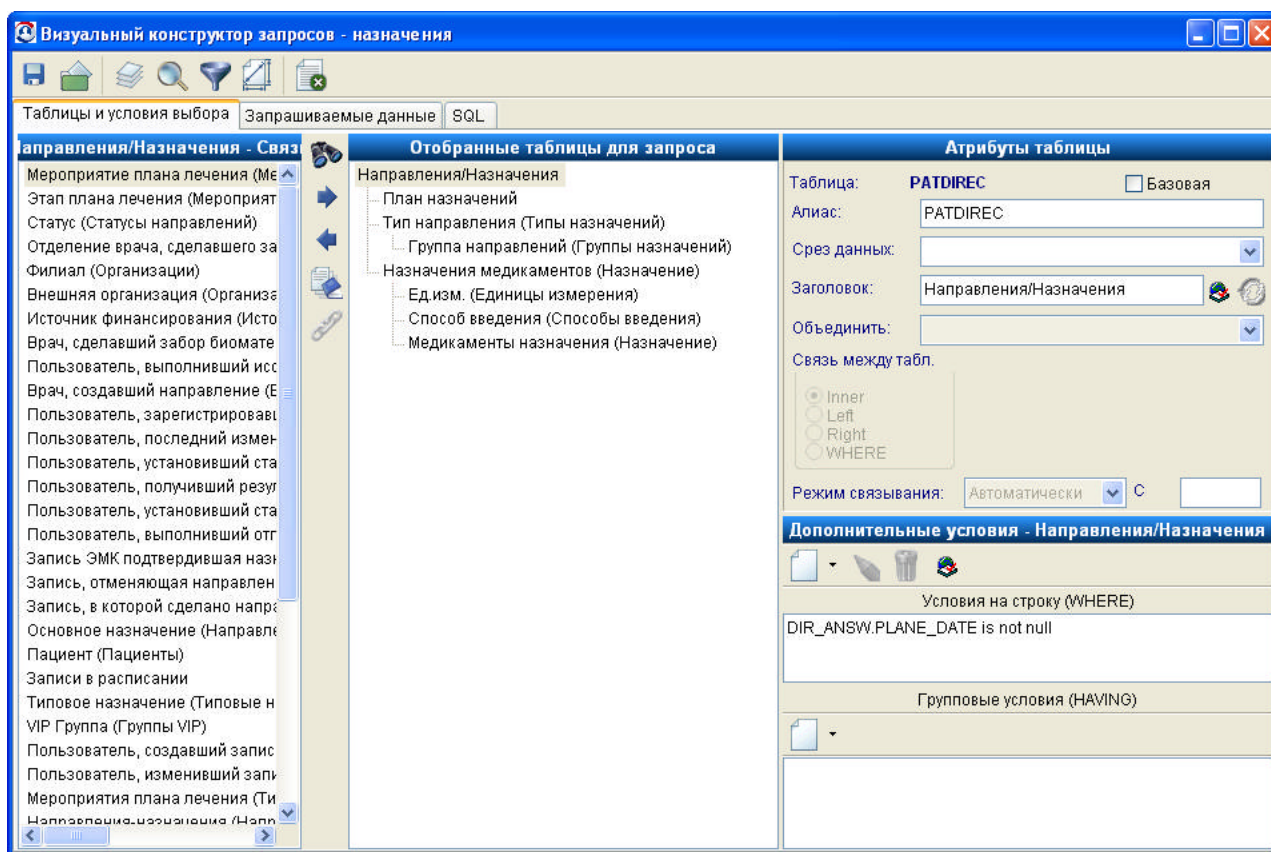 Визуальный конструктор запросов - назначения
Таблицы и условия выбора
Запрашиваемые данные
SQL
аправления/Назначения - Связ
Мероприятие плана лечения (Ме
Этап плана лечения (Мероприят
Статус (Статусы направлений)
Отделение врача, сделавшего за
Филиал (Организации)
Внешняя организация (Организа
Источник финансирования (Исто
Врач, сделавший забор биомате
Пользователь, выполнивший исс
Врач, создавший направление (В
Пользователь, зарегистрировавш
Пользователь, последний измен
Пользователь, установивший ста
Пользователь, получивший резул
Пользователь, установивший ста
Пользователь, выполнивший отг
Запись ЭМК подтвердившая назн
Запись, отменяющая направлен
Запись, в которой сделано напра
Основное назначение (Направле
Пациент (Пациенты)
Записи в расписании
Типовое назначение (Типовые н
VIP Группа (Группы VIP)
Пользователь, создавший запис
Пользователь, изменивший запи
Мероприятия плана лечения (Ти
Направления-назначения (Напр
Отобранные таблицы для запроса
Направления/Назначения
План назначений
Тип направления (Типы назначений)
Группа направлений (Группы назначений)
Назначения медикаментов (Назначение)
Ед.изм. (Единицы измерения)
Способ введения (Способы введения)
Медикаменты назначения (Назначение)
Атрибуты таблицы
Таблица: PATDIREC Базовая
Алиас: PATDIREC
Срез данных:
Заголовок: Направления/Назначения
Объединить:
Связь между табл.
Inner
Left
Right
WHERE
Режим связывания: Автоматически С
Дополнительные условия - Направления/Назначения
Условия на строку (WHERE)
DIR_ANSW.PLANE_DATE is not null
Групповые условия (HAVING)